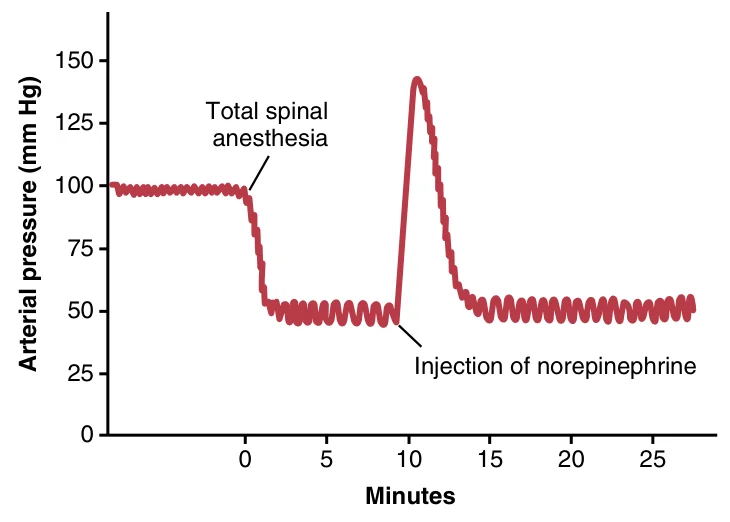 Arterial pressure (mm Hg)
150
125
100
75
50
25
0
Total spinal
anesthesia
Injection of norepinephrine
0 5 10 15 20 25
Minutes